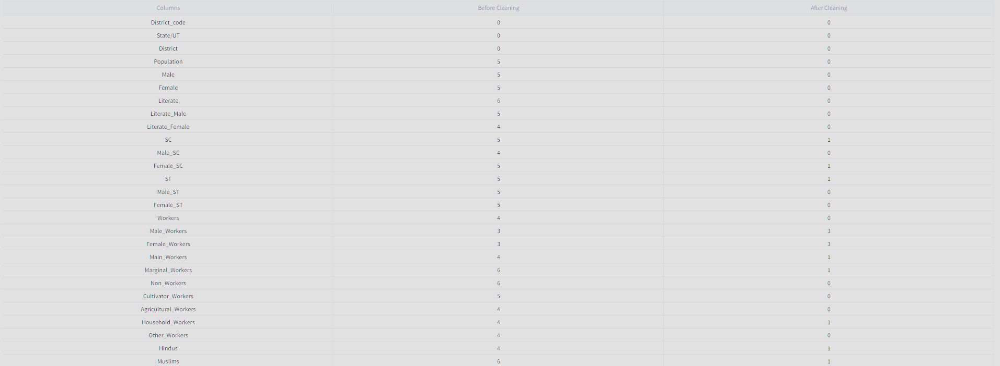 Columns Before Cleaning After Cleaning
District_code 0 0
State/UT 0 0
District 0 0
Population 5 0
Male 5 0
Female 5 0
Literate 6 0
Literate_Male 5 0
Literate_Female 4 0
SC 5 1
Male_SC 4 0
Female_SC 5 1
ST 5 1
Male_ST 5 0
Female_ST 5 0
Workers 4 0
Male_Workers 3 3
Female_Workers 3 3
Main_Workers 4 1
Marginal_Workers 6 1
Non_Workers 6 0
Cultivator_Workers 5 0
Agricultural_Workers 4 0
Household_Workers 4 1
Other_Workers 4 0
Hindus 4 1
Muslims 6 1